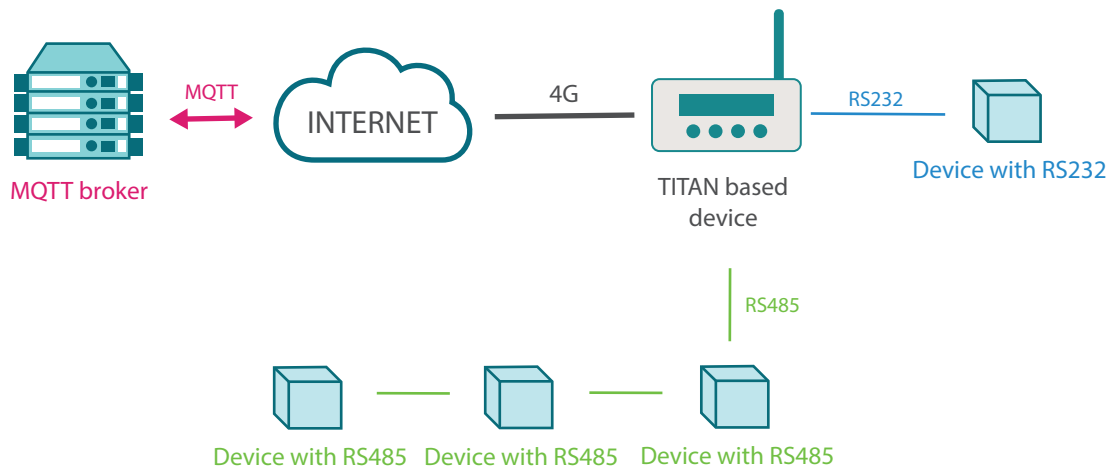 MQTT
INTERNET
4G
RS232
MQTT broker
TITAN based
device
Device with RS232
RS485
Device with RS485
Device with RS485
Device with RS485